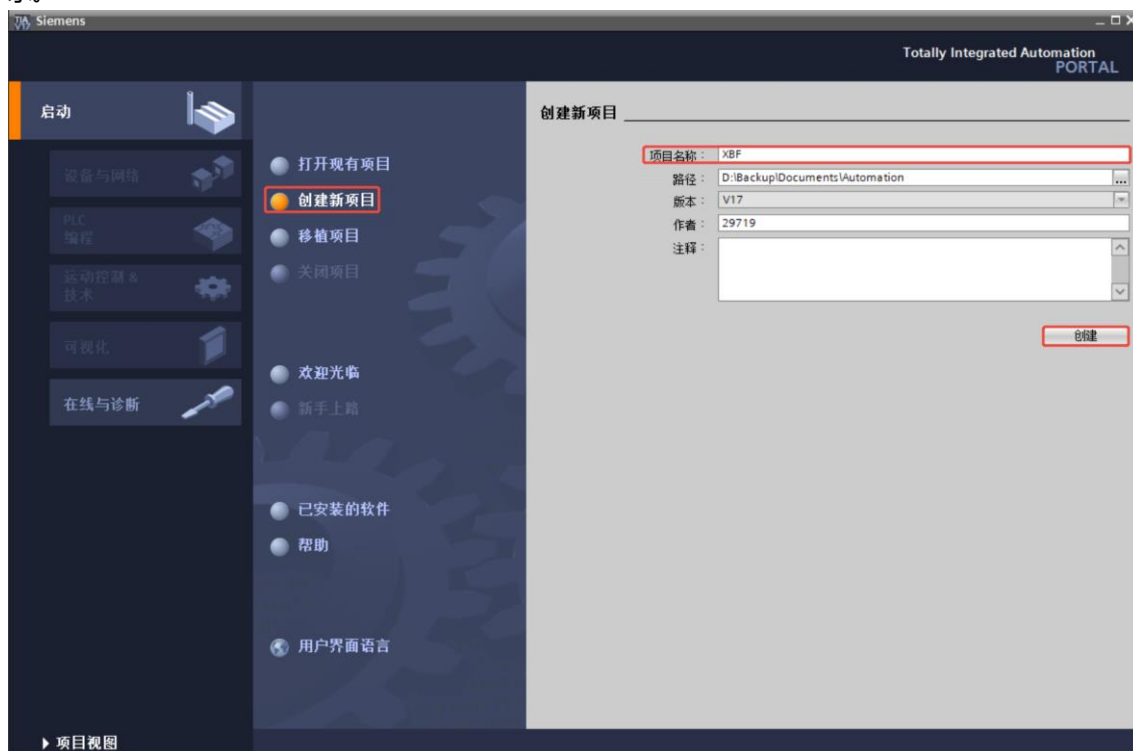 Siemens
Totally Integrated Automation
PORTAL
启动
设备与网络
PLC
编程
运动控制 &
技术
可视化
在线与诊断
打开现有项目
创建新项目
移植项目
关闭项目
欢迎光临
新手上路
已安装的软件
帮助
用户界面语言
创建新项目
项目名称： XBF
路径： D:\Backup\Documents\Automation
...
版本： V17
作者： 29719
注释：
创建
项目视图